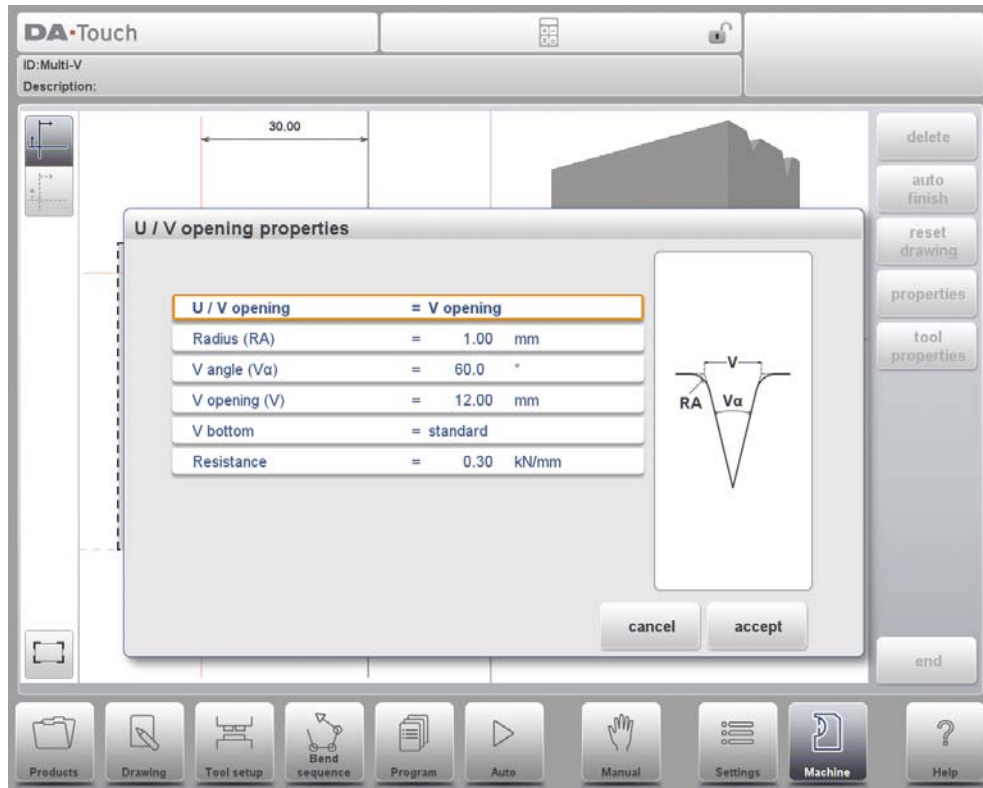 DA·Touch
ID:Multi-V
Description:
30.00
delete
auto
finish
reset
drawing
properties
tool
properties
U / V opening properties
U / V opening = V opening
Radius (RA) = 1.00 mm
V angle (Vα) = 60.0 °
V opening (V) = 12.00 mm
V bottom = standard
Resistance = 0.30 kN/mm
V
RA Vα
cancel accept
end
Products Drawing Tool setup Bend sequence Program Auto Manual Settings Machine Help